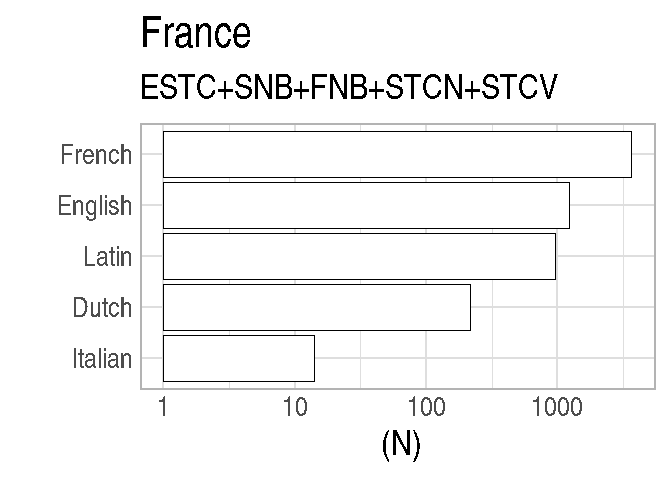 France
ESTC+SNB+FNB+STCN+STCV
French
English
Latin
Dutch
Italian
1 10 100 1000
(N)